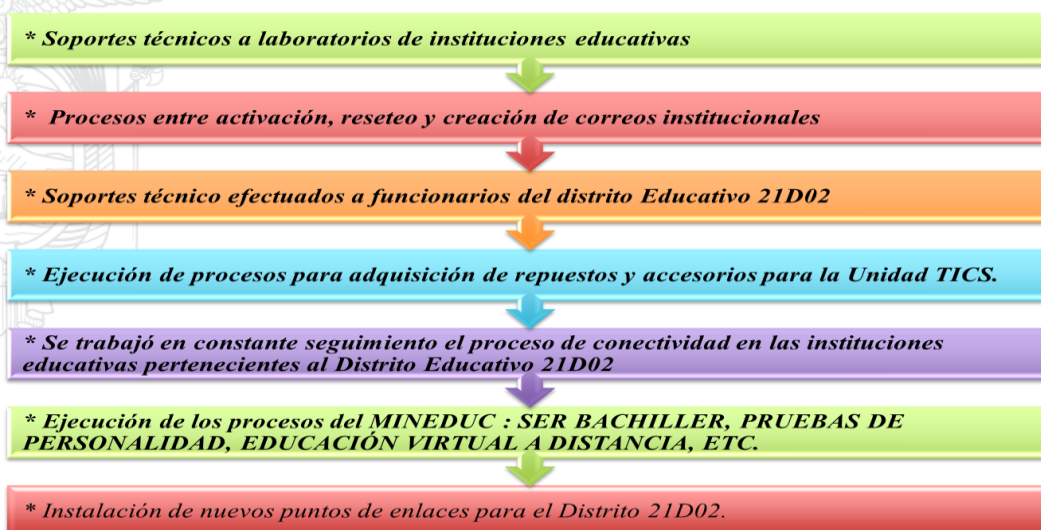 * Soportes técnicos a laboratorios de instituciones educativas
* Procesos entre activación, reseteo y creación de correos institucionales
* Soportes técnico efectuados a funcionarios del distrito Educativo 21D02
* Ejecución de procesos para adquisición de repuestos y accesorios para la Unidad TICS.
* Se trabajó en constante seguimiento el proceso de conectividad en las instituciones
educativas pertenecientes al Distrito Educativo 21D02
* Ejecución de los procesos del MINEDUC : SER BACHILLER, PRUEBAS DE
PERSONALIDAD, EDUCACIÓN VIRTUAL A DISTANCIA, ETC.
* Instalación de nuevos puntos de enlaces para el Distrito 21D02.